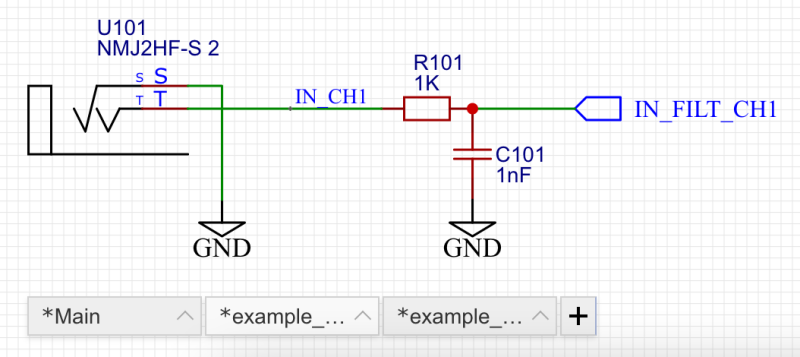 U101
NMJ2HF-S 2
S S
T T
IN_CH1
R101
1K
IN_FILT_CH1
C101
1nF
GND
GND
*Main
*example_...
*example_...
+